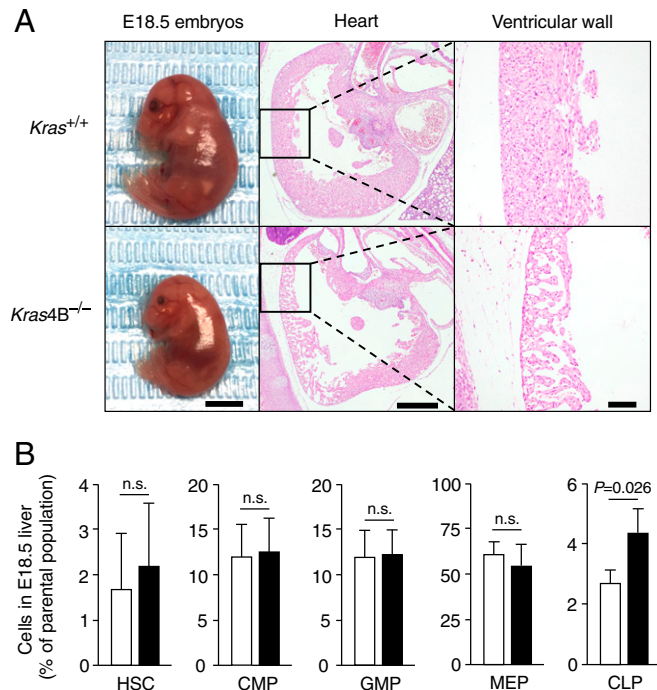 A
E18.5 embryos
Heart
Ventricular wall
Kras+/+
Kras4B−/−
B
Cells in E18.5 liver
(% of parental population)
4
3
2
1
0
n.s.
HSC
20
15
10
5
0
n.s.
CMP
20
15
10
5
0
n.s.
GMP
100
75
50
25
0
n.s.
MEP
6
4
2
0
P=0.026
CLP